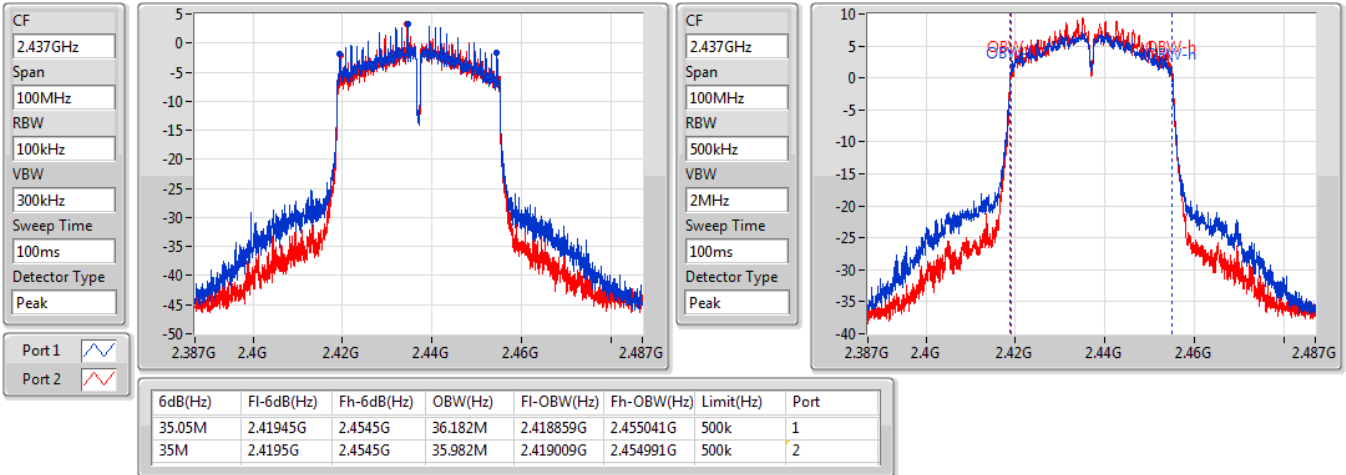 CF
2.437GHz
Span
100MHz
RBW
100kHz
VBW
300kHz
Sweep Time
100ms
Detector Type
Peak
Port 1
Port 2
5
0
-5
-10
-15
-20
-25
-30
-35
-40
-45
-50
2.387G 2.4G 2.42G 2.44G 2.46G 2.487G
CF
2.437GHz
Span
100MHz
RBW
500kHz
VBW
2MHz
Sweep Time
100ms
Detector Type
Peak
10
5
0
-5
-10
-15
-20
-25
-30
-35
-40
OBW-h
OBW-h
2.387G 2.4G 2.42G 2.44G 2.46G 2.487G
6dB(Hz) Fl-6dB(Hz) Fh-6dB(Hz) OBW(Hz) Fl-OBW(Hz) Fh-OBW(Hz) Limit(Hz) Port
35.05M 2.41945G 2.4545G 36.182M 2.418859G 2.455041G 500k 1
35M 2.4195G 2.4545G 35.982M 2.419009G 2.454991G 500k 2